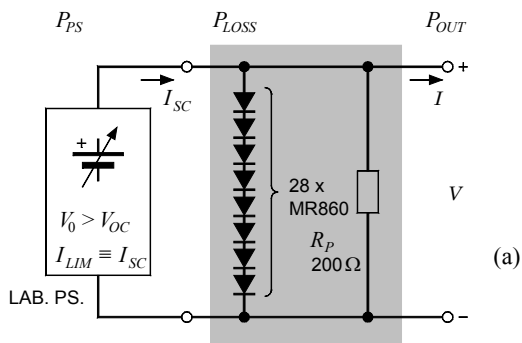 P_PS P_LOSS P_OUT
+
I_SC I
+
28 x
MR860
V_0 > V_OC
V
R_P
I_LIM ≡ I_SC
200 Ω
(a)
LAB. PS.
–